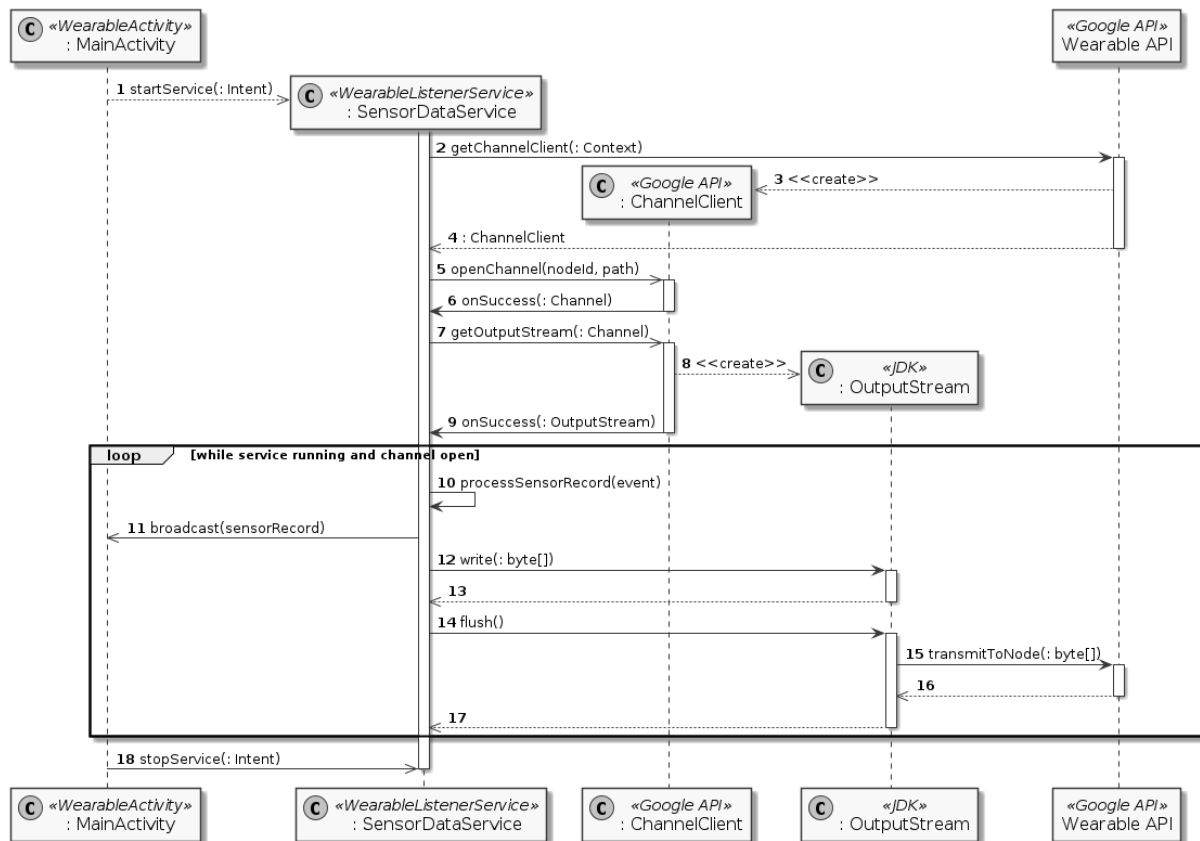 C «WearableActivity»
: MainActivity
«Google API»
Wearable API
1 startService(: Intent)
C «WearableListenerService»
: SensorDataService
2 getChannelClient(: Context)
C «Google API»
: ChannelClient
3 <<create>>
4 : ChannelClient
5 openChannel(nodeId, path)
6 onSuccess(: Channel)
7 getOutputStream(: Channel)
8 <<create>>
C «JDK»
: OutputStream
9 onSuccess(: OutputStream)
loop [while service running and channel open]
10 processSensorRecord(event)
11 broadcast(sensorRecord)
12 write(: byte[])
13
14 flush()
15 transmitToNode(: byte[])
16
17
18 stopService(: Intent)
C «WearableActivity»
: MainActivity
C «WearableListenerService»
: SensorDataService
C «Google API»
: ChannelClient
C «JDK»
: OutputStream
«Google API»
Wearable API